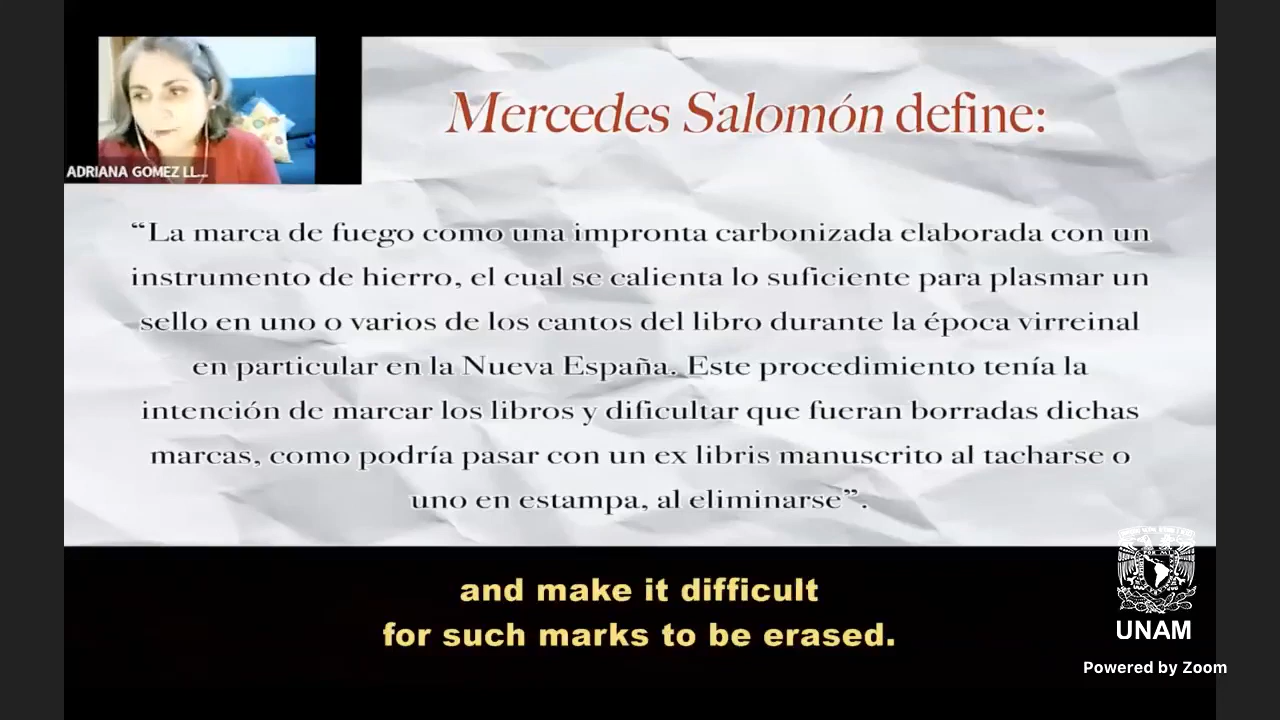 Mercedes Salomón define:
ADRIANA GOMEZ LL...
“La marca de fuego como una impronta carbonizada elaborada con un
instrumento de hierro, el cual se calienta lo suficiente para plasmar un
sello en uno o varios de los cantos del libro durante la época virreinal
en particular en la Nueva España. Este procedimiento tenía la
intención de marcar los libros y dificultar que fueran borradas dichas
marcas, como podría pasar con un ex libris manuscrito al tacharse o
uno en estampa, al eliminarse”.
and make it difficult
for such marks to be erased.
UNAM
Powered by Zoom